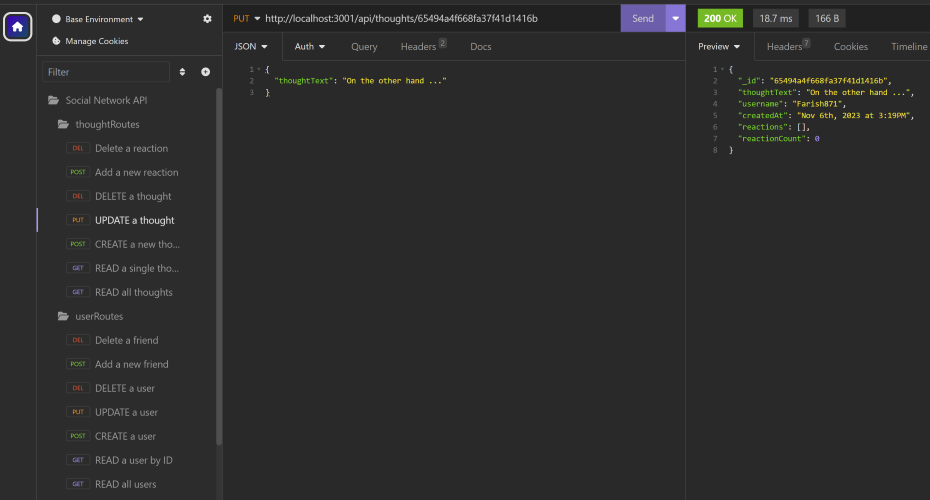 Base Environment
Manage Cookies
Filter
Social Network API
thoughtRoutes
DEL Delete a reaction
POST Add a new reaction
DEL DELETE a thought
PUT UPDATE a thought
POST CREATE a new tho...
GET READ a single tho...
GET READ all thoughts
userRoutes
DEL Delete a friend
POST Add a new friend
DEL DELETE a user
PUT UPDATE a user
POST CREATE a user
GET READ a user by ID
GET READ all users
PUT http://localhost:3001/api/thoughts/65494a4f668fa37f41d1416b Send
JSON Auth Query Headers 2 Docs
1 {
2 "thoughtText": "On the other hand ..."
3 }
200 OK 18.7 ms 166 B
Preview Headers 7 Cookies Timeline
1 {
2 "_id": "65494a4f668fa37f41d1416b",
3 "thoughtText": "On the other hand ...",
4 "username": "Farish871",
5 "createdAt": "Nov 6th, 2023 at 3:19PM",
6 "reactions": [],
7 "reactionCount": 0
8 }